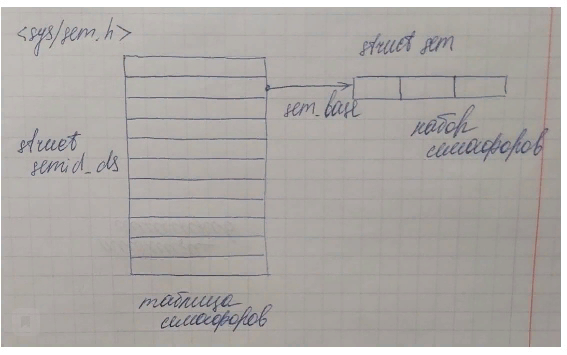 <sys/sem.h>
struct sem
sem_base
набор
семафоров
struct
semid_ds
таблица
семафоров